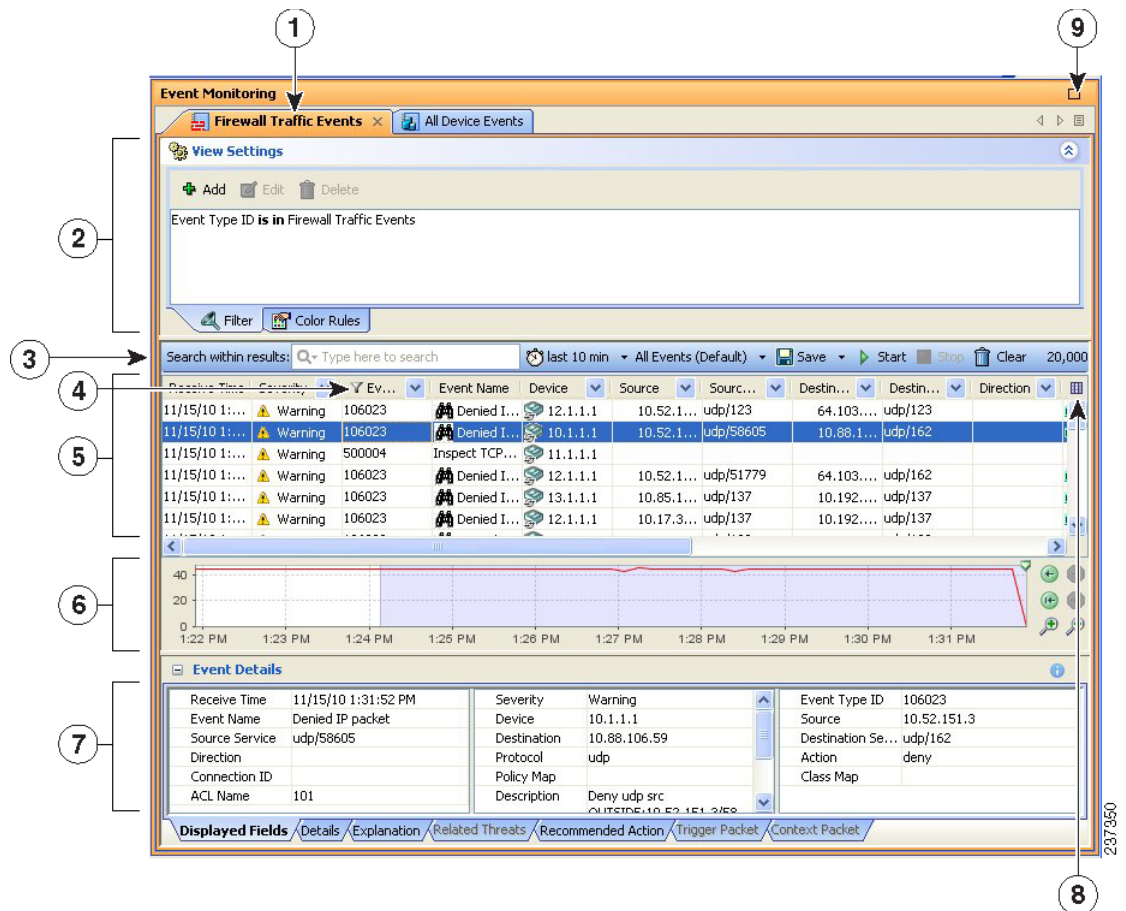 1
9
Event Monitoring
Firewall Traffic Events × All Device Events
View Settings
Add Edit Delete
Event Type ID is in Firewall Traffic Events
2
Filter Color Rules
3
Search within results: Type here to search last 10 min All Events (Default) Save Start Stop Clear 20,000
4
Receive Time Severity Ev... Event Name Device Source Sourc... Destin... Destin... Direction
11/15/10 1:... Warning 106023 Denied I... 12.1.1.1 10.52.1... udp/123 64.103.... udp/123
11/15/10 1:... Warning 106023 Denied I... 10.1.1.1 10.52.1... udp/58605 10.88.1... udp/162
5
11/15/10 1:... Warning 500004 Inspect TCP... 11.1.1.1
11/15/10 1:... Warning 106023 Denied I... 12.1.1.1 10.52.1... udp/51779 64.103.... udp/162
11/15/10 1:... Warning 106023 Denied I... 13.1.1.1 10.85.1... udp/137 10.192.... udp/137
11/15/10 1:... Warning 106023 Denied I... 12.1.1.1 10.17.3... udp/137 10.192.... udp/137
40
20
6
0
1:22 PM 1:23 PM 1:24 PM 1:25 PM 1:26 PM 1:27 PM 1:28 PM 1:29 PM 1:30 PM 1:31 PM
Event Details
Receive Time 11/15/10 1:31:52 PM Severity Warning Event Type ID 106023
Event Name Denied IP packet Device 10.1.1.1 Source 10.52.151.3
7
Source Service udp/58605 Destination 10.88.106.59 Destination Se... udp/162
Direction Protocol udp Action deny
Connection ID Policy Map Class Map
ACL Name 101 Description Deny udp src
Displayed Fields Details Explanation Related Threats Recommended Action Trigger Packet Context Packet
237350
8